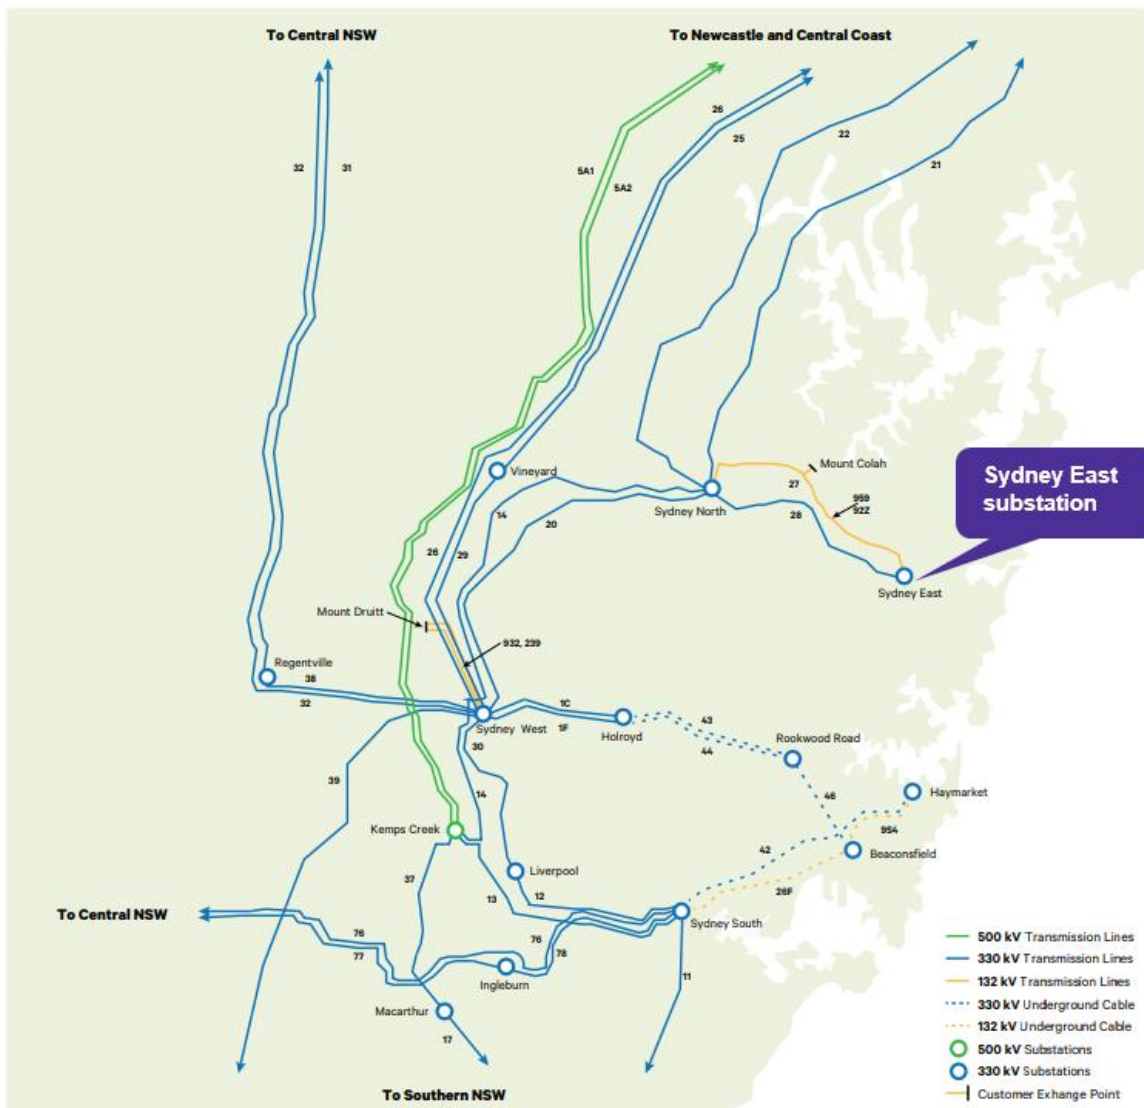 To Central NSW
To Newcastle and Central Coast
26
25
22
21
5A1
5A2
32
31
Vineyard
Mount Colah
27
959
92Z
Sydney North
28
14
20
Sydney East
substation
Sydney East
26
29
Mount Druitt
932, 239
Regentville
38
32
1C
1F
Sydney West
Holroyd
43
44
Rookwood Road
30
39
14
46
Haymarket
9S4
Kemps Creek
Beaconsfield
42
37
Liverpool
13
12
26F
To Central NSW
Sydney South
76
77
76
78
11
Ingleburn
Macarthur
17
To Southern NSW
500 kV Transmission Lines
330 kV Transmission Lines
132 kV Transmission Lines
330 kV Underground Cable
132 kV Underground Cable
500 kV Substations
330 kV Substations
Customer Exhange Point